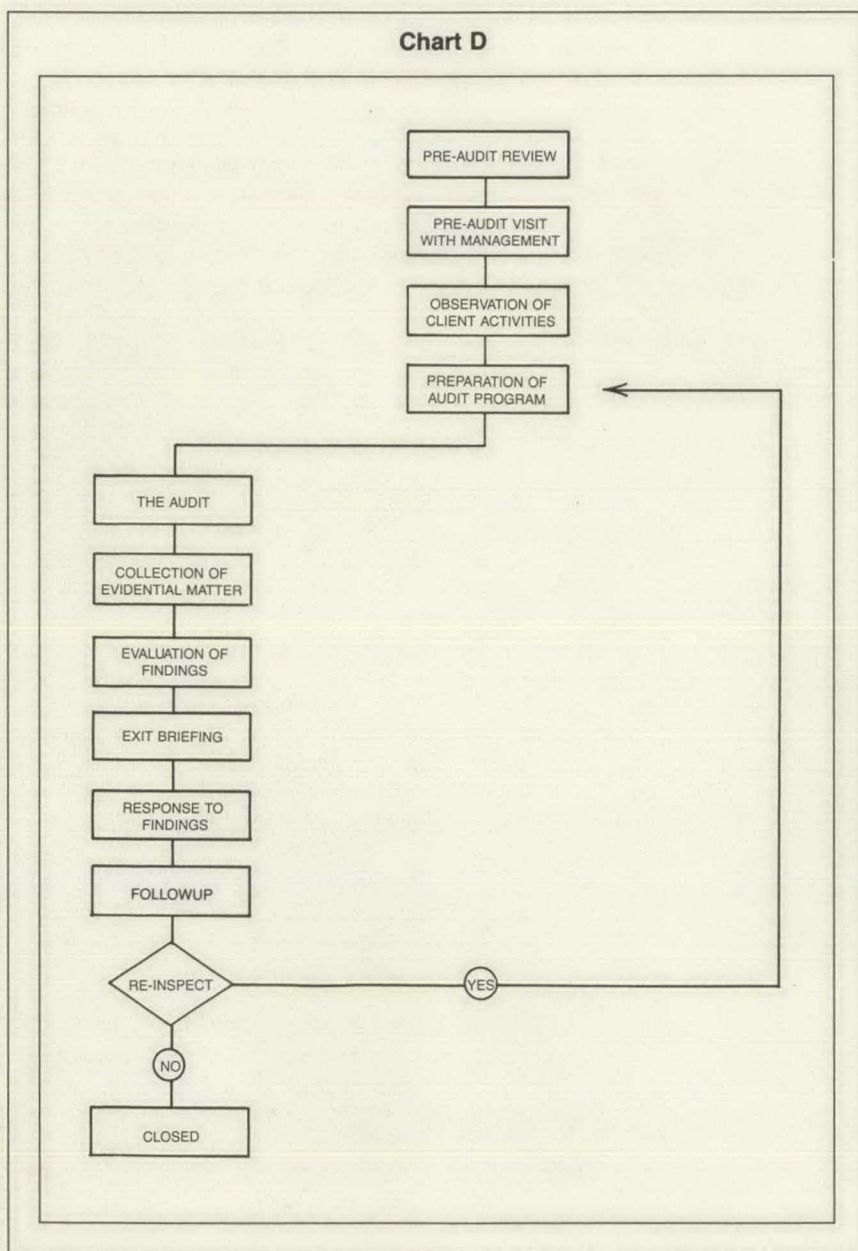 Chart D
PRE-AUDIT REVIEW
PRE-AUDIT VISIT
WITH MANAGEMENT
OBSERVATION OF
CLIENT ACTIVITIES
PREPARATION OF
AUDIT PROGRAM
THE AUDIT
COLLECTION OF
EVIDENTIAL MATTER
EVALUATION OF
FINDINGS
EXIT BRIEFING
RESPONSE TO
FINDINGS
FOLLOWUP
RE-INSPECT
YES
NO
CLOSED